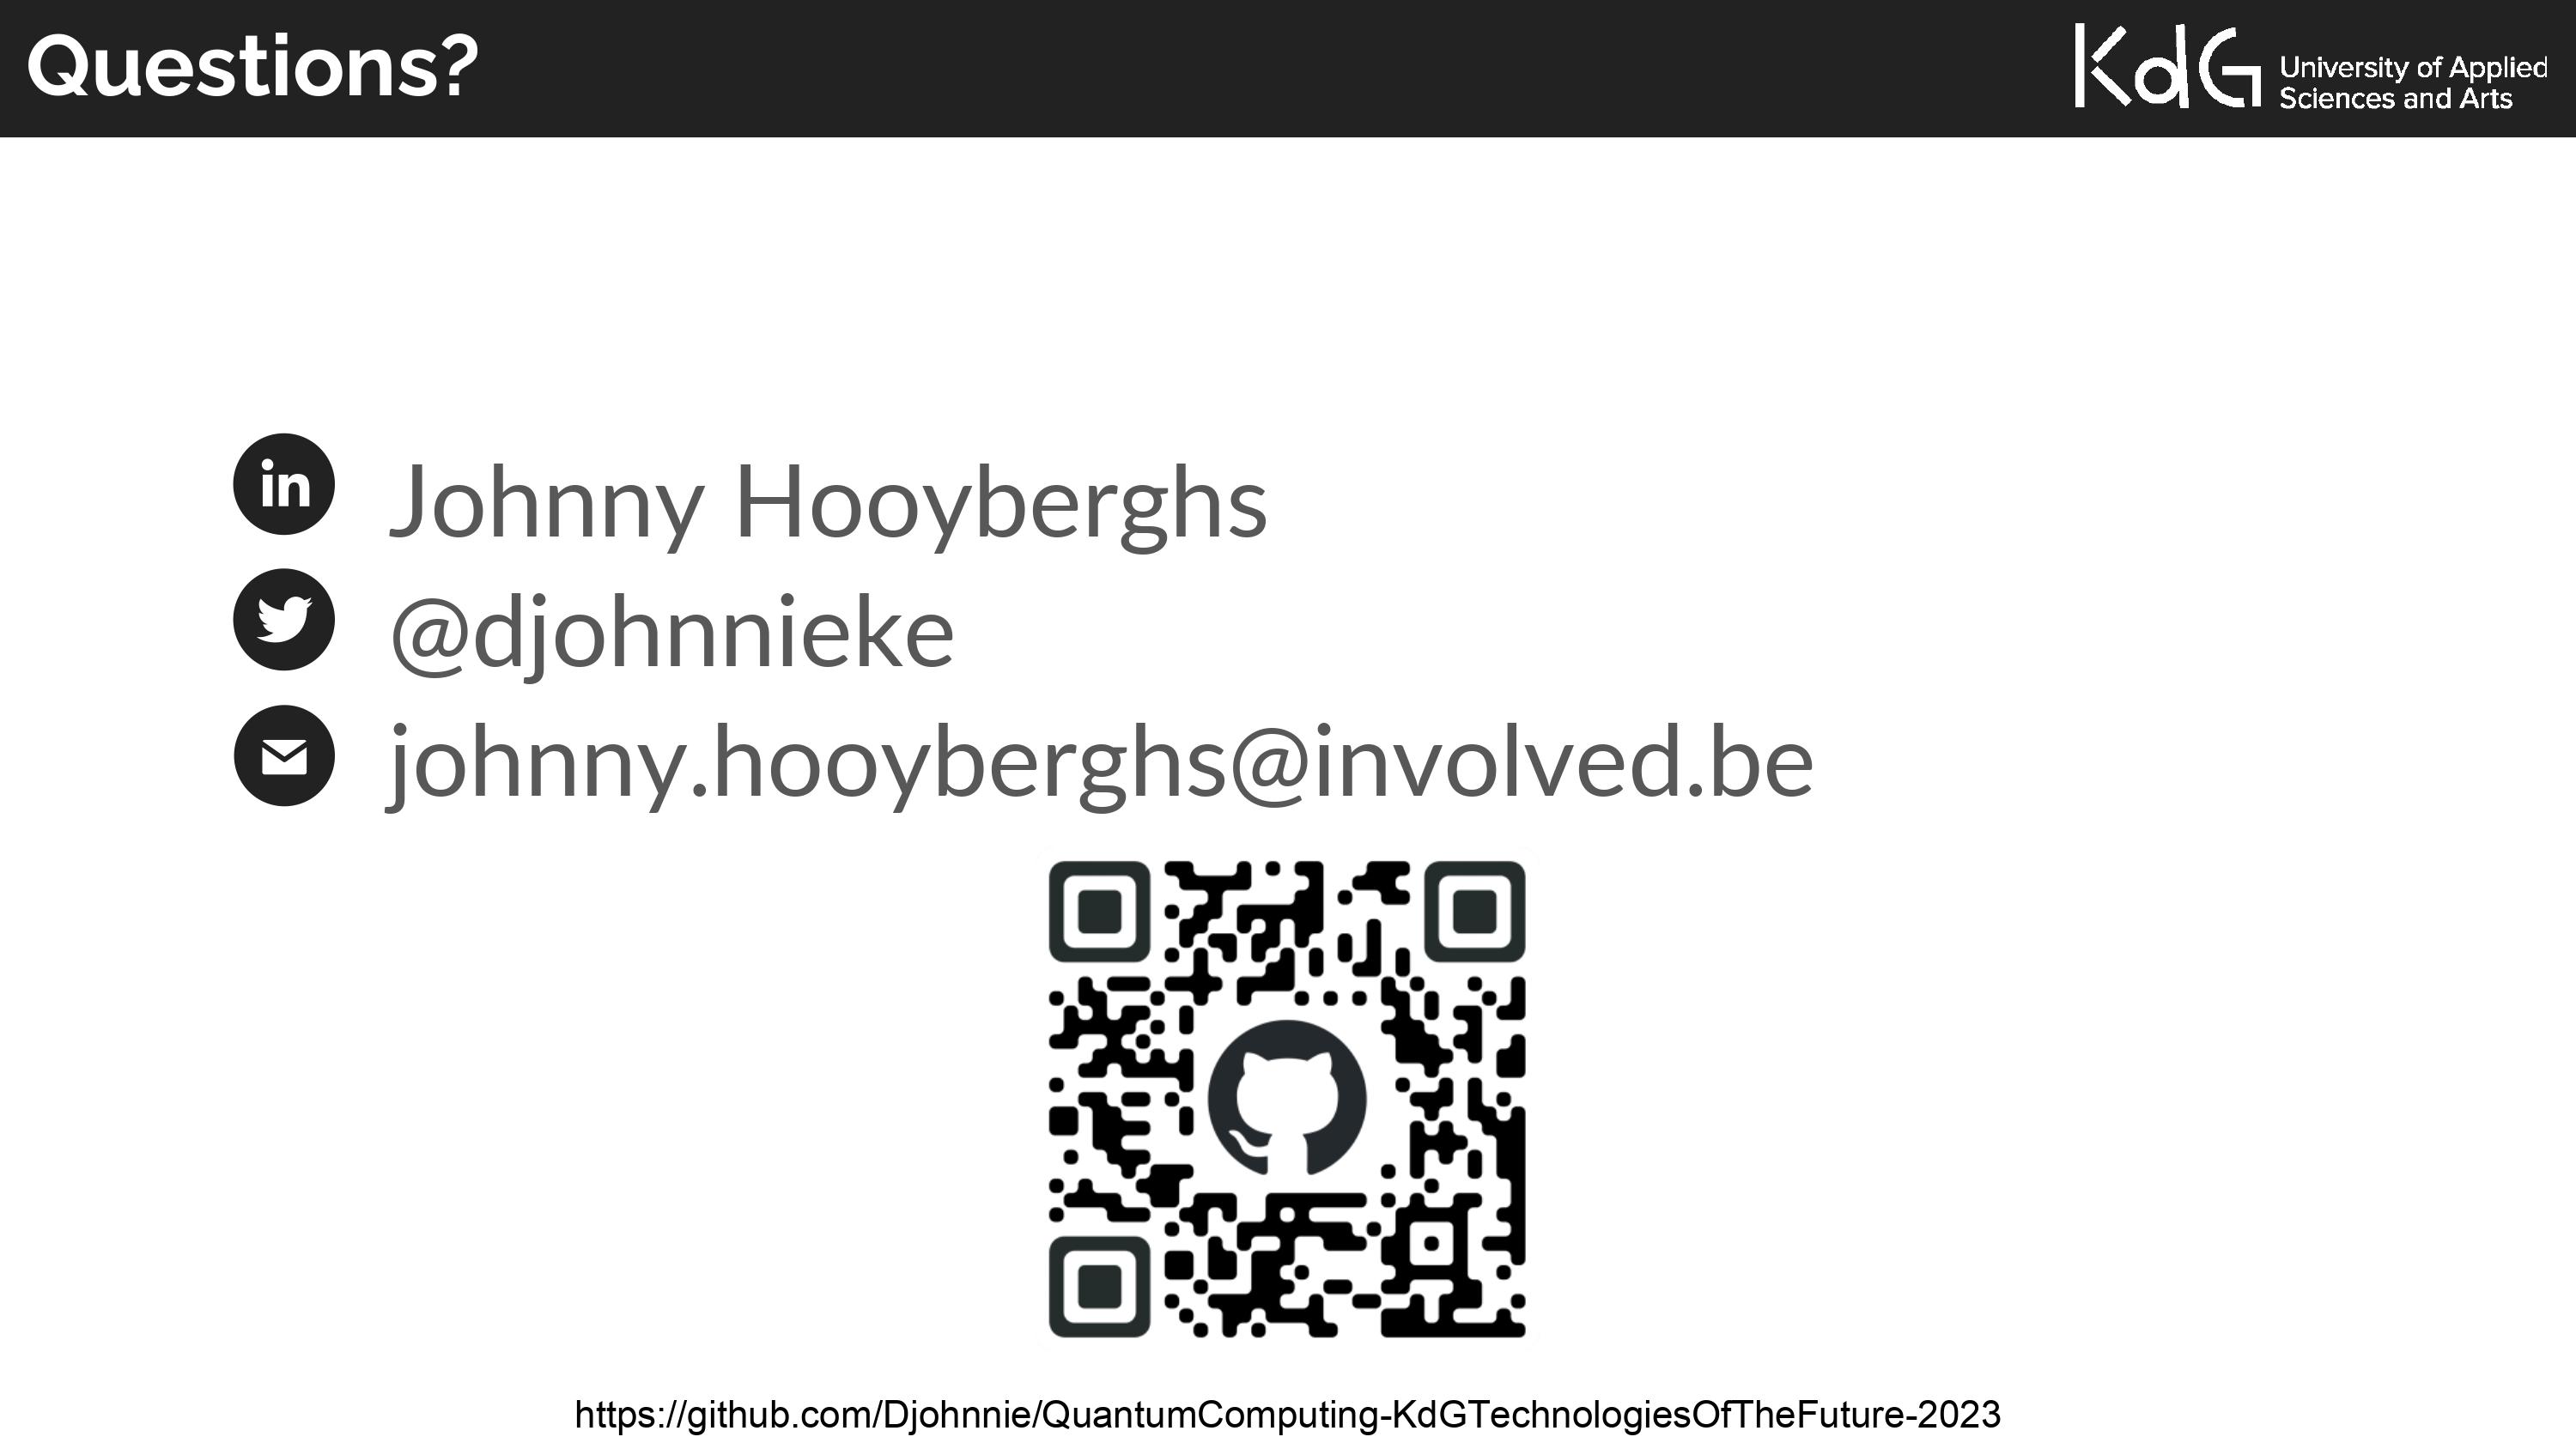 Questions?
KdG University of Applied
Sciences and Arts
in Johnny Hooyberghs
@djohnnieke
johnny.hooyberghs@involved.be
https://github.com/Djohnnie/QuantumComputing-KdGTechnologiesOfTheFuture-2023